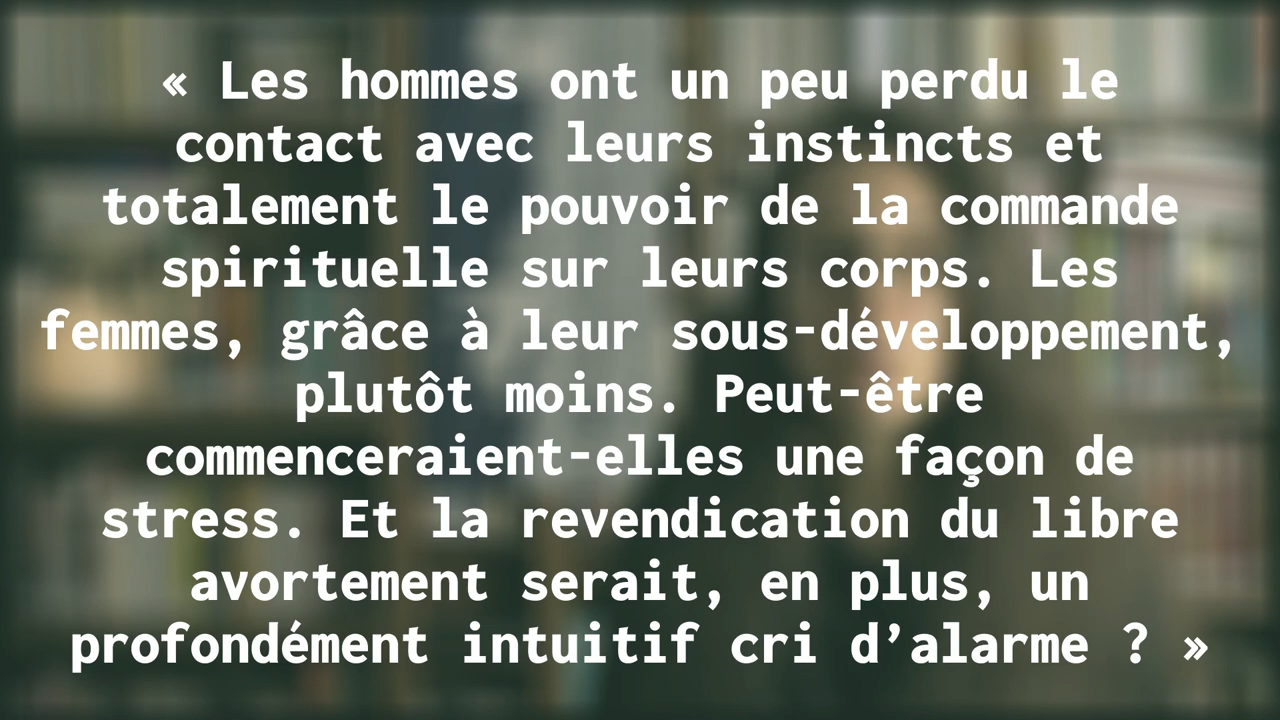 « Les hommes ont un peu perdu le
contact avec leurs instincts et
totalement le pouvoir de la commande
spirituelle sur leurs corps. Les
femmes, grâce à leur sous-développement,
plutôt moins. Peut-être
commenceraient-elles une façon de
stress. Et la revendication du libre
avortement serait, en plus, un
profondément intuitif cri d’alarme ? »